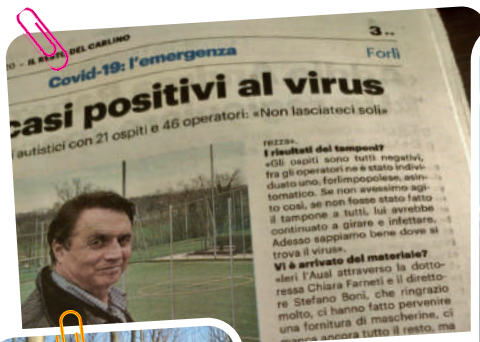 3
IL RESTO DEL CARLINO
Forlì
Covid-19: l'emergenza
casi positivi al virus
autistici con 21 ospiti e 46 operatori: «Non lasciateci soli»
rezza».
I risultati dei tamponi?
«Gli ospiti sono tutti negativi,
fra gli operatori ne è stato indivi-
duato uno, forlimpopolese, asin-
tomatico. Se non avessimo agi-
to così, se non fosse stato fatto
il tampone a tutti, lui avrebbe
continuato a girare e infettare.
Adesso sappiamo bene dove si
trova il virus».
Vi è arrivato del materiale?
«Ieri l'Ausl attraverso la dotto-
ressa Chiara Farneti e il diretto-
re Stefano Boni, che ringrazio
molto, ci hanno fatto pervenire
una fornitura di mascherine, ci
manca ancora tutto il resto, ma